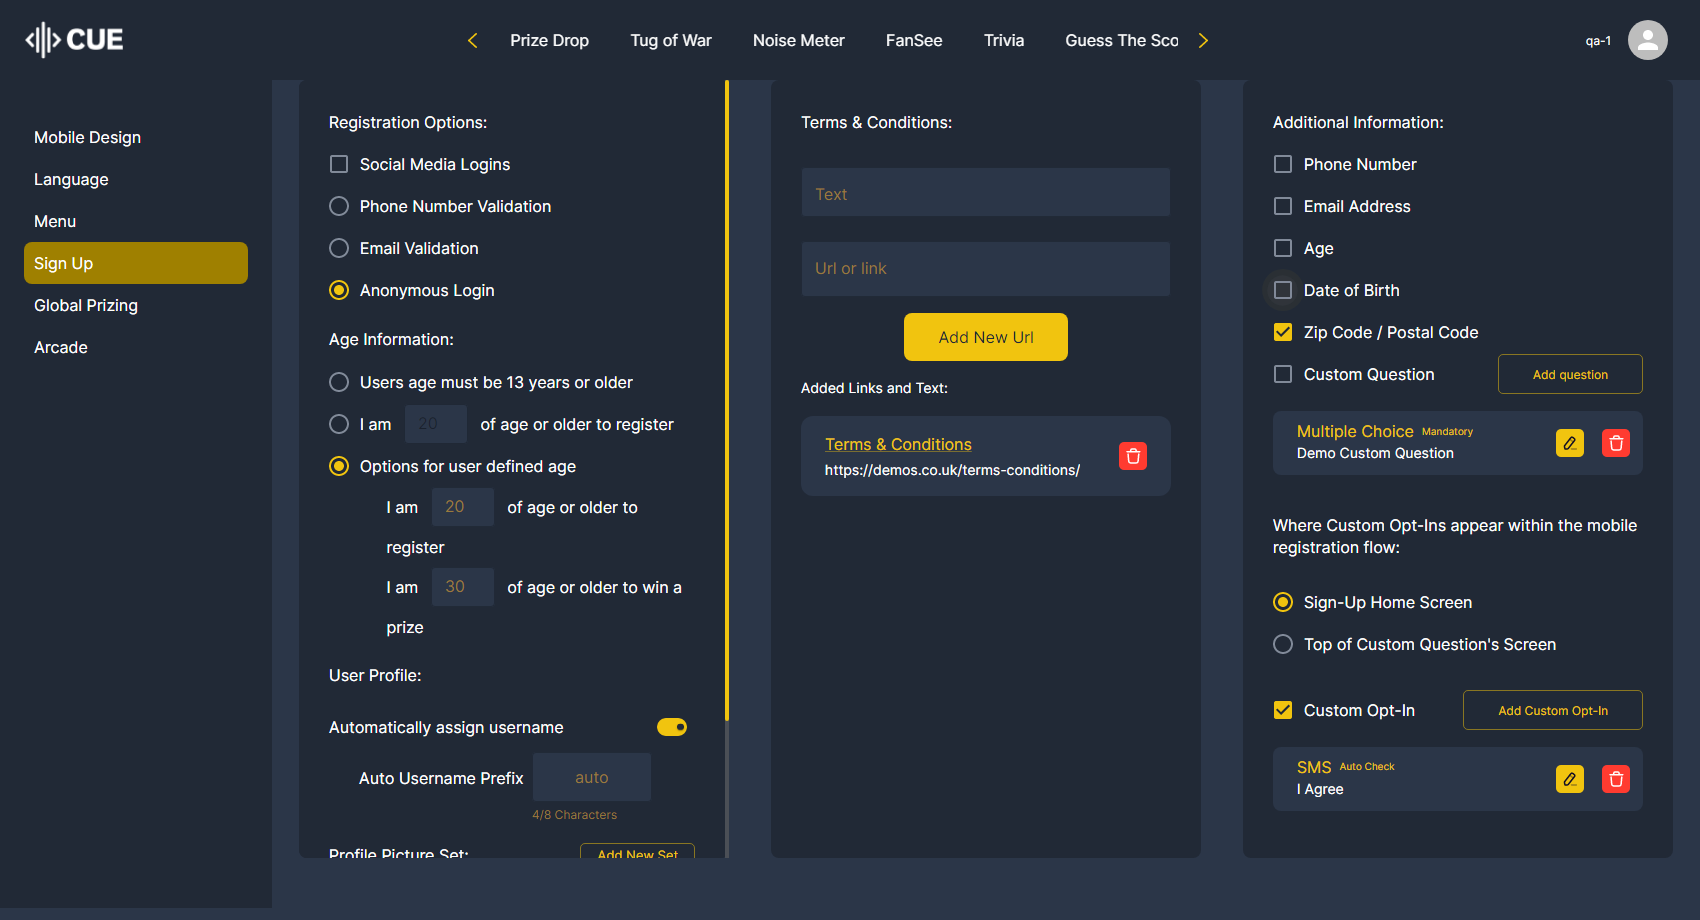 CUE
Prize Drop
Tug of War
Noise Meter
FanSee
Trivia
Guess The Sco
qa-1
Mobile Design
Language
Menu
Sign Up
Global Prizing
Arcade
Registration Options:
Social Media Logins
Phone Number Validation
Email Validation
Anonymous Login
Age Information:
Users age must be 13 years or older
I am 20 of age or older to register
Options for user defined age
I am 20 of age or older to
register
I am 30 of age or older to win a
prize
User Profile:
Automatically assign username
Auto Username Prefix auto
4/8 Characters
Profile Picture Set:
Add New Set
Terms & Conditions:
Text
Url or link
Add New Url
Added Links and Text:
Terms & Conditions
https://demos.co.uk/terms-conditions/
Additional Information:
Phone Number
Email Address
Age
Date of Birth
Zip Code / Postal Code
Custom Question
Add question
Multiple Choice Mandatory
Demo Custom Question
Where Custom Opt-Ins appear within the mobile
registration flow:
Sign-Up Home Screen
Top of Custom Question's Screen
Custom Opt-In
Add Custom Opt-In
SMS Auto Check
I Agree